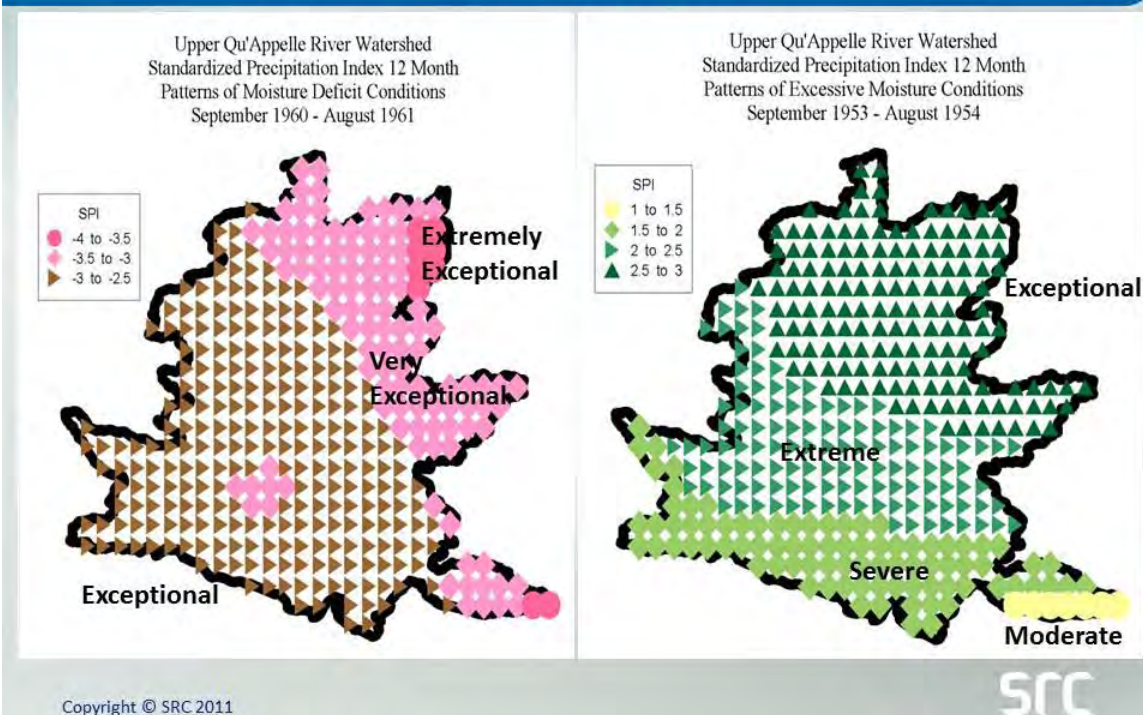 Upper Qu'Appelle River Watershed
Standardized Precipitation Index 12 Month
Patterns of Moisture Deficit Conditions
September 1960 - August 1961
SPI
-4 to -3.5
-3.5 to -3
-3 to -2.5
Extremely
Exceptional
Very
Exceptional
Exceptional
Upper Qu'Appelle River Watershed
Standardized Precipitation Index 12 Month
Patterns of Excessive Moisture Conditions
September 1953 - August 1954
SPI
1 to 1.5
1.5 to 2
2 to 2.5
2.5 to 3
Exceptional
Extreme
Severe
Moderate
Copyright © SRC 2011
SRC